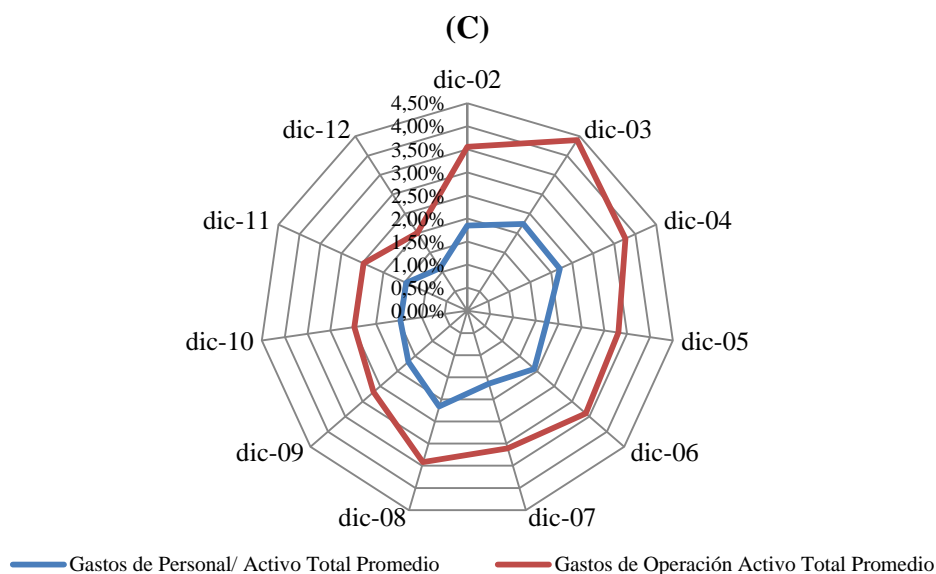 (C)
dic-02
4,50%
4,00%
3,50%
3,00%
2,50%
2,00%
1,50%
1,00%
0,50%
0,00%
dic-03
dic-04
dic-05
dic-06
dic-07
dic-08
dic-09
dic-10
dic-11
dic-12
Gastos de Personal/ Activo Total Promedio
Gastos de Operación Activo Total Promedio